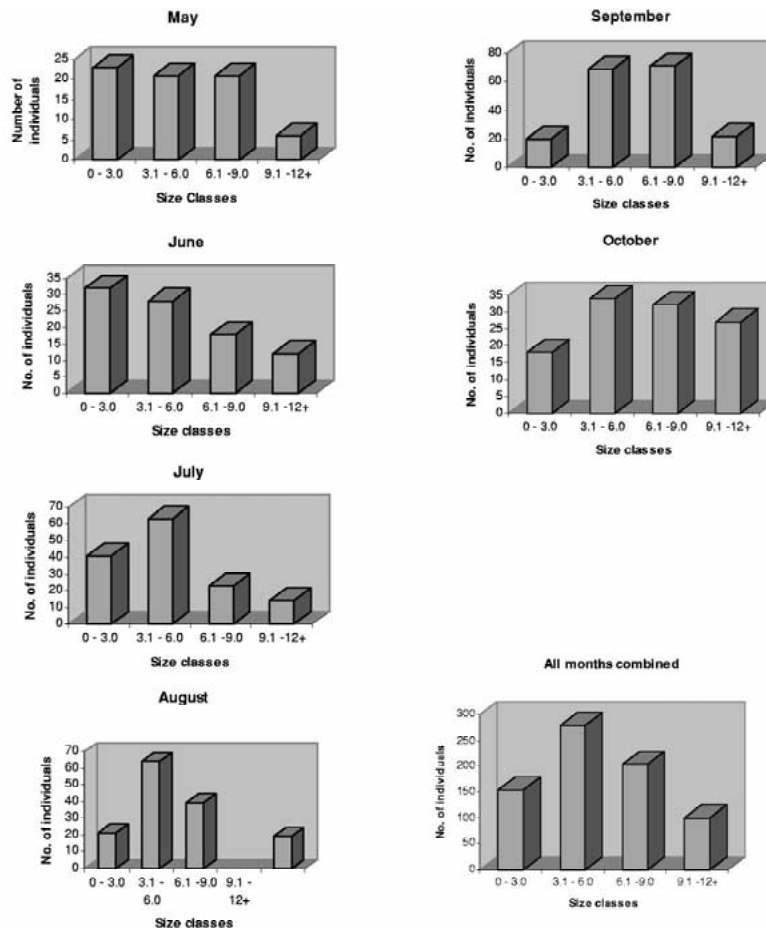 May
25
20
15
10
5
0
Number of
individuals
0 - 3.0 3.1 - 6.0 6.1 -9.0 9.1 -12+
Size Classes
June
35
30
25
20
15
10
5
0
No. of individuals
0 - 3.0 3.1 - 6.0 6.1 -9.0 9.1 -12+
Size classes
July
70
60
50
40
30
20
10
0
No. of individuals
0 - 3.0 3.1 - 6.0 6.1 -9.0 9.1 -12+
Size classes
August
70
60
50
40
30
20
10
0
No. of individuals
0 - 3.0 3.1 - 6.1 -9.0 9.1 -
6.0 12+
Size classes
September
80
60
40
20
0
No. of individuals
0 - 3.0 3.1 - 6.0 6.1 -9.0 9.1 -12+
Size classes
October
35
30
25
20
15
10
5
0
No. of individuals
0 - 3.0 3.1 - 6.0 6.1 -9.0 9.1 -12+
Size classes
All months combined
300
250
200
150
100
50
0
No. of individuals
0 - 3.0 3.1 - 6.0 6.1 -9.0 9.1 -12+
Size classes